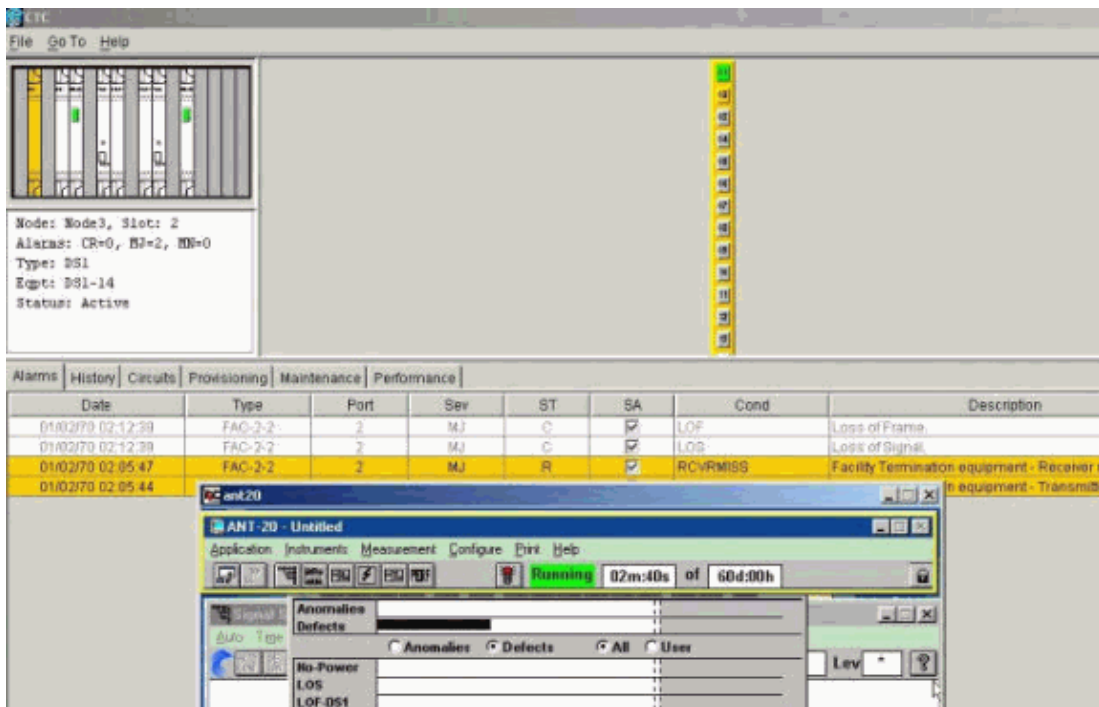 CTC
File Go To Help
Node: Node3, Slot: 2
Alarms: CR=0, MJ=2, MN=0
Type: DS1
Eqpt: DS1-14
Status: Active
Alarms History Circuits Provisioning Maintenance Performance
Date Type Port Sev ST SA Cond Description
01/02/70 02:12:39 FAC-2-2 2 MJ C LOF Loss of Frame.
01/02/70 02:12:39 FAC-2-2 2 MJ C LOS Loss of Signal.
01/02/70 02:05:47 FAC-2-2 2 MJ R RCVRMISS Facility Termination equipment - Receiver
01/02/70 02:05:44 n equipment - Transmit
ant20
ANT-20 - Untitled
Application Instruments Measurement Configure Print Help
Running 02m:40s of 60d:00h
Signal
Anomalies
Defects
Auto
Anomalies Defects All User
No-Power
Lev * ?
LOS
LOF-DS1